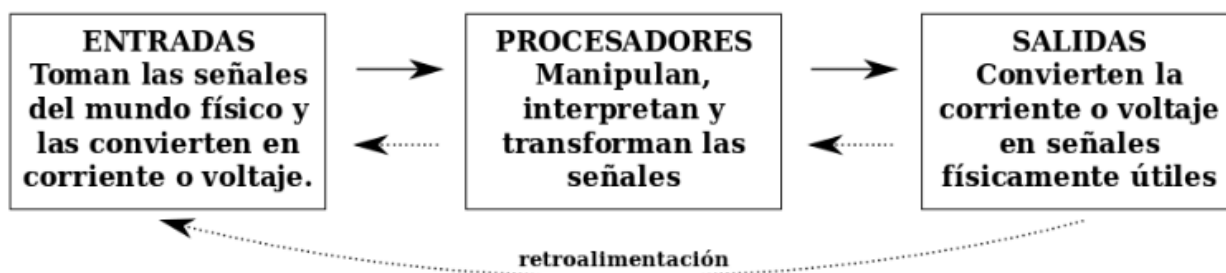 ENTRADAS
Toman las señales
del mundo físico y
las convierten en
corriente o voltaje.
PROCESADORES
Manipulan,
interpretan y
transforman las
señales
SALIDAS
Convierten la
corriente o voltaje
en señales
físicamente útiles
retroalimentación